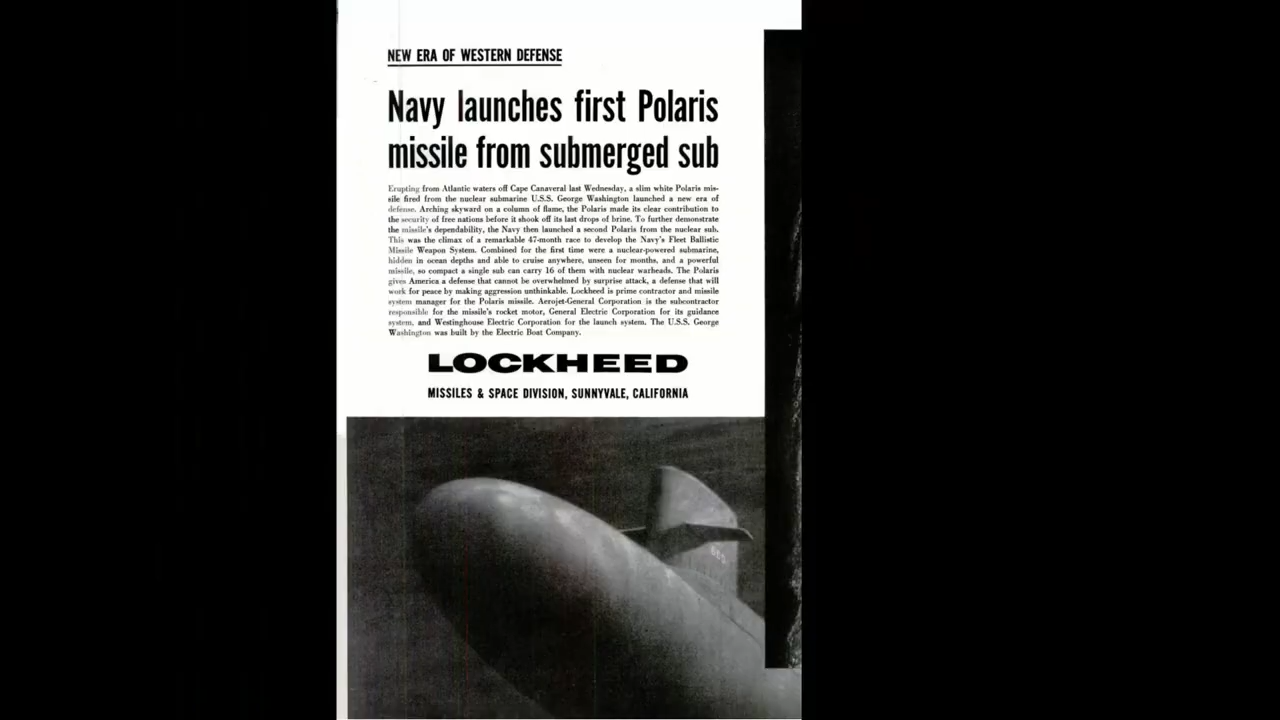 NEW ERA OF WESTERN DEFENSE
Navy launches first Polaris
missile from submerged sub
Erupting from Atlantic waters off Cape Canaveral last Wednesday, a slim white Polaris mis-
sile fired from the nuclear submarine U.S.S. George Washington launched a new era of
defense. Arching skyward on a column of flame, the Polaris made its clear contribution to
the security of free nations before it shook off its last drops of brine. To further demonstrate
the missile's dependability, the Navy then launched a second Polaris from the nuclear sub.
This was the climax of a remarkable 47-month race to develop the Navy's Fleet Ballistic
Missile Weapon System. Combined for the first time were a nuclear-powered submarine,
hidden in ocean depths and able to cruise anywhere, unseen for months, and a powerful
missile, so compact a single sub can carry 16 of them with nuclear warheads. The Polaris
gives America a defense that cannot be overwhelmed by surprise attack, a defense that will
work for peace by making aggression unthinkable. Lockheed is prime contractor and missile
system manager for the Polaris missile. Aerojet-General Corporation is the subcontractor
responsible for the missile's rocket motor, General Electric Corporation for its guidance
system, and Westinghouse Electric Corporation for the launch system. The U.S.S. George
Washington was built by the Electric Boat Company.
LOCKHEED
MISSILES & SPACE DIVISION, SUNNYVALE, CALIFORNIA